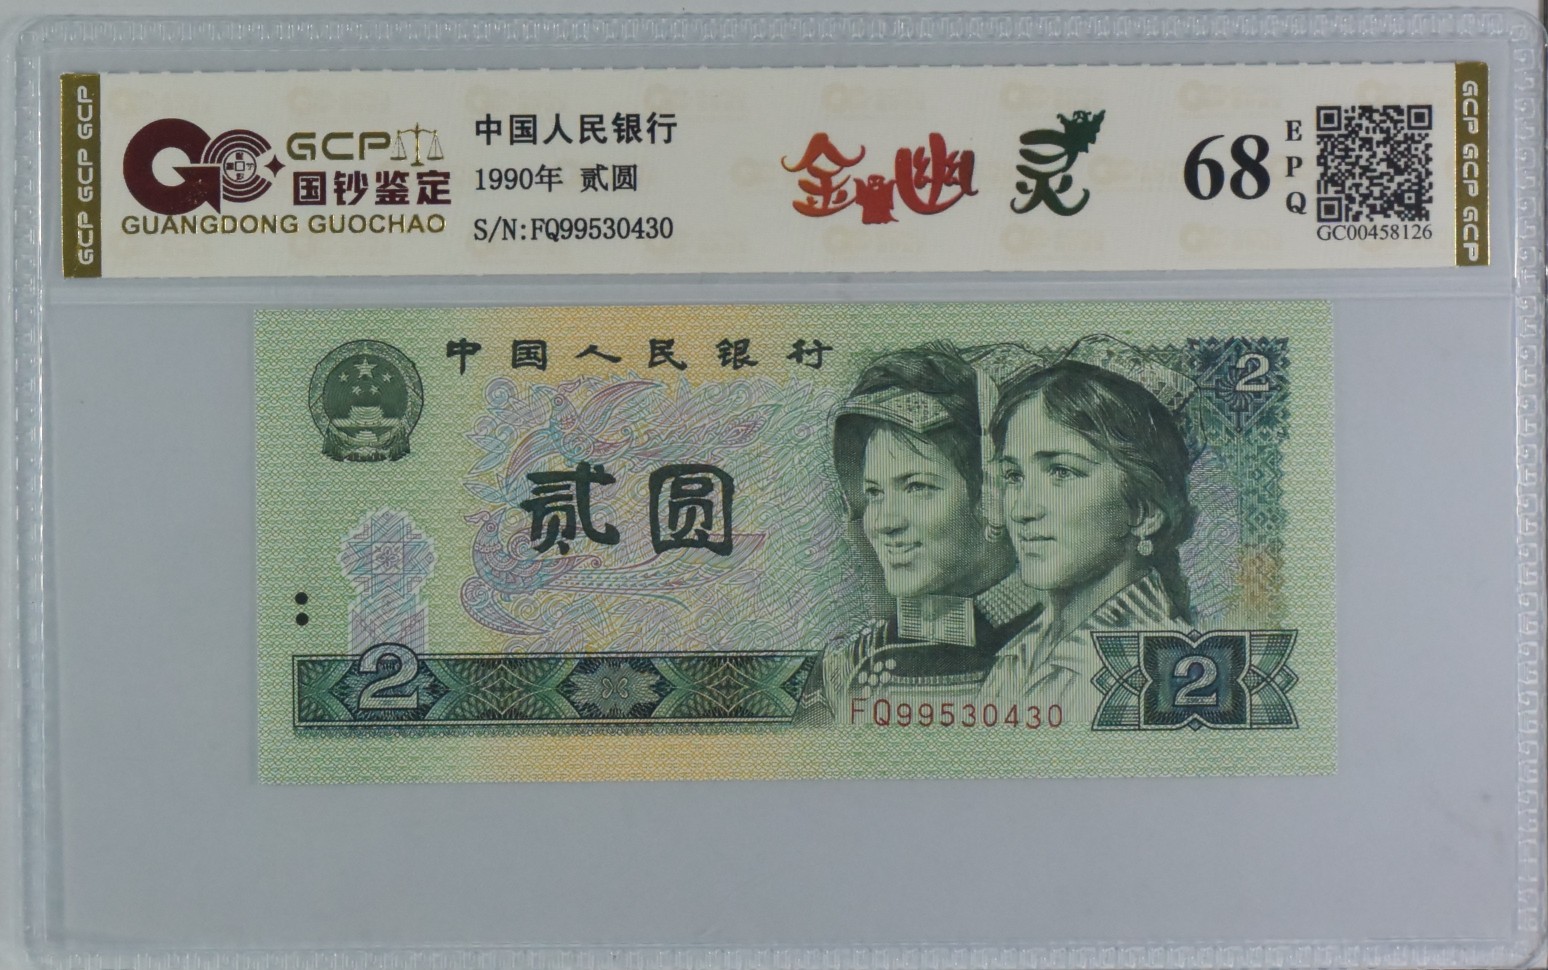 GCP GCP GCP
GCP
国钞鉴定
GUANGDONG GUOCHAO
中国人民银行
1990年 贰圆
S/N:FQ99530430
金幽灵
68
EPQ
GC00458126
GCP GCP GCP
中国人民银行
2
贰圆
2
FQ99530430
2